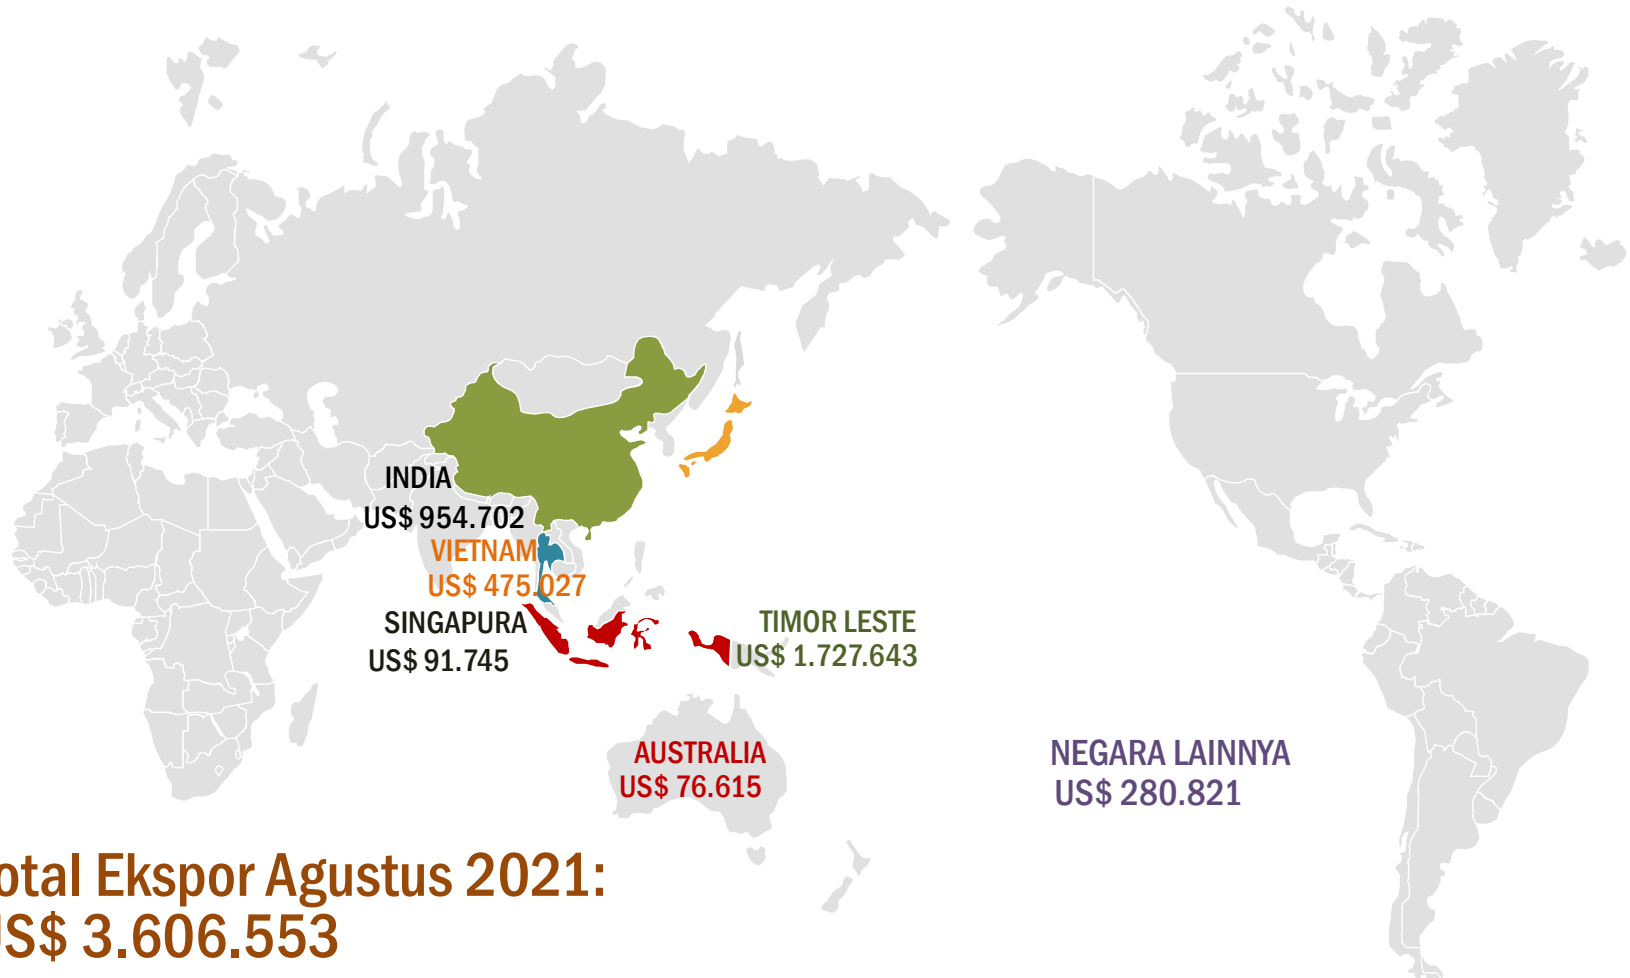 INDIA
US$ 954.702
VIETNAM
US$ 475.027
SINGAPURA
US$ 91.745
TIMOR LESTE
US$ 1.727.643
AUSTRALIA
US$ 76.615
NEGARA LAINNYA
US$ 280.821
otal Ekspor Agustus 2021:
US$ 3.606.553